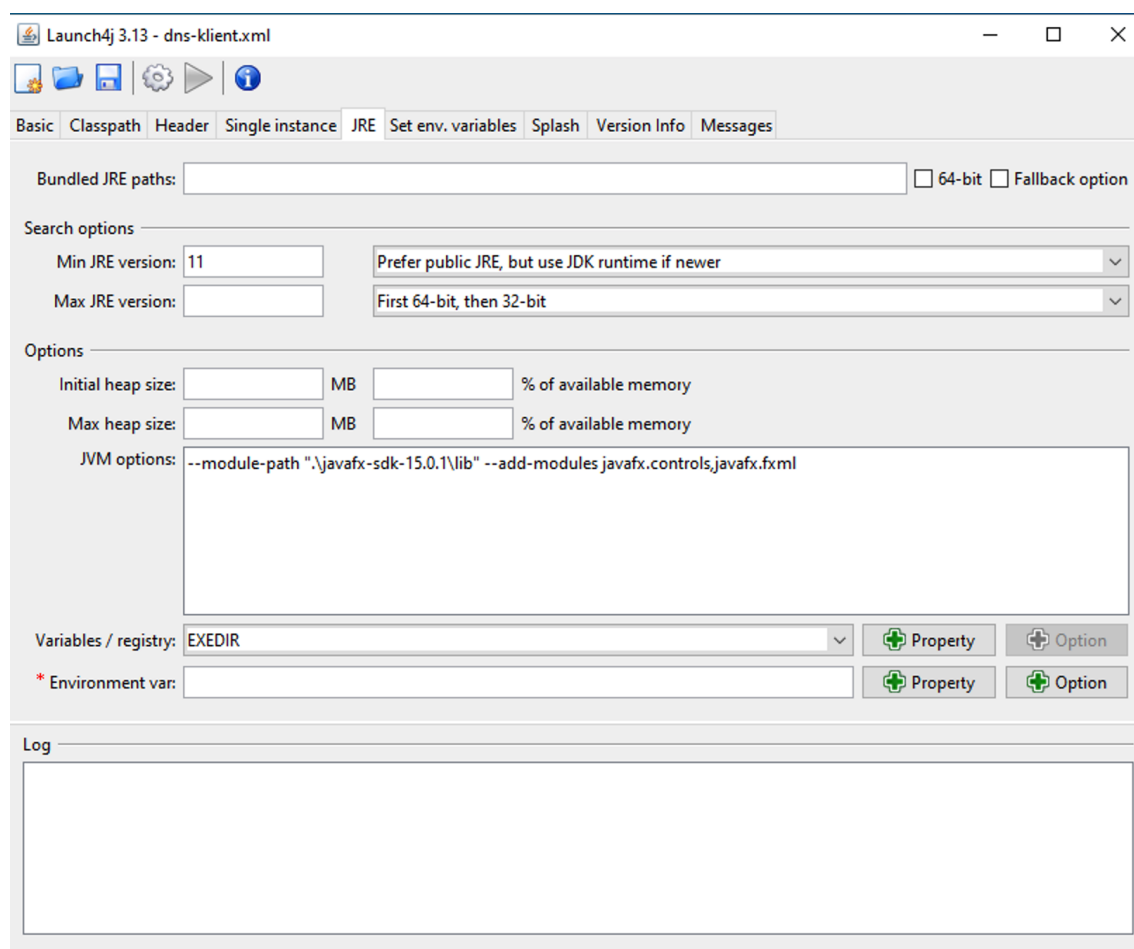 Launch4j 3.13 - dns-klient.xml
Basic Classpath Header Single instance JRE Set env. variables Splash Version Info Messages
Bundled JRE paths: 64-bit Fallback option
Search options
Min JRE version: 11 Prefer public JRE, but use JDK runtime if newer
Max JRE version: First 64-bit, then 32-bit
Options
Initial heap size: MB % of available memory
Max heap size: MB % of available memory
JVM options: --module-path ".\javafx-sdk-15.0.1\lib" --add-modules javafx.controls,javafx.fxml
Variables / registry: EXEDIR Property Option
* Environment var: Property Option
Log